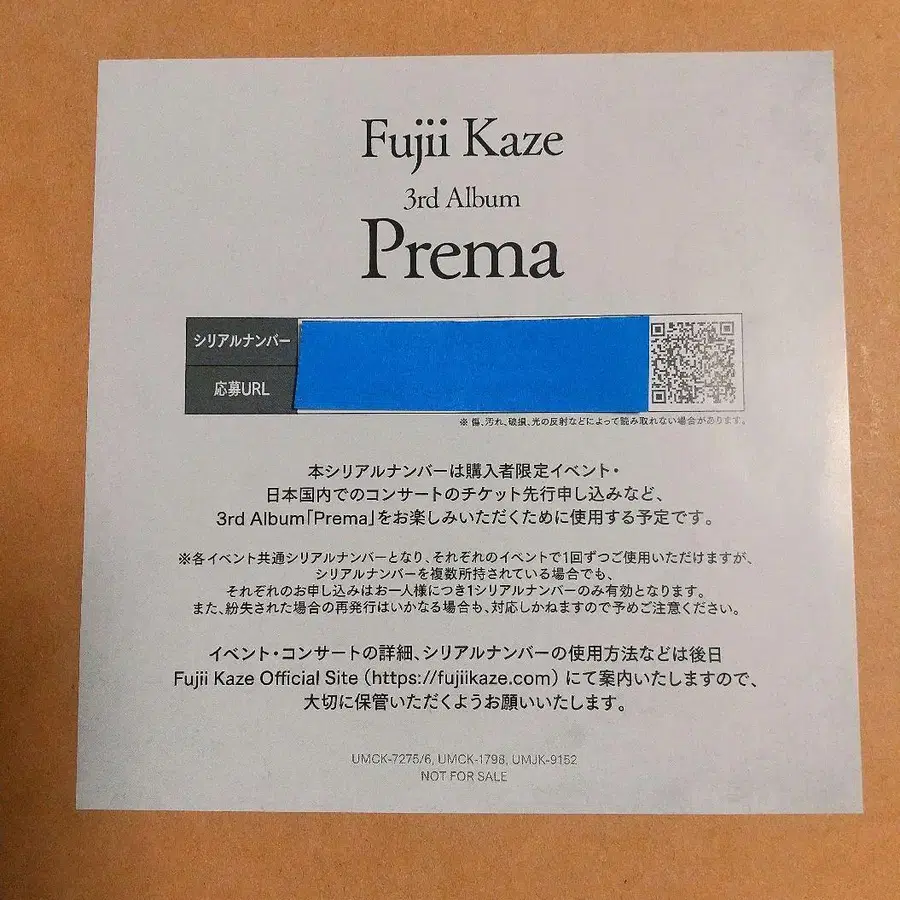 Fujii Kaze
3rd Album
Prema
シリアルナンバー
応募URL
※ 傷、汚れ、破損、光の反射などによって読み取れない場合があります。
本シリアルナンバーは購入者限定イベント・
日本国内でのコンサートのチケット先行申し込みなど、
3rd Album「Prema」をお楽しみいただくために使用する予定です。
※各イベント共通シリアルナンバーとなり、それぞれのイベントで1回ずつご使用いただけますが、
シリアルナンバーを複数所持されている場合でも、
それぞれのお申し込みはお一人様につき1シリアルナンバーのみ有効となります。
また、紛失された場合の再発行はいかなる場合も、対応しかねますので予めご注意ください。
イベント・コンサートの詳細、シリアルナンバーの使用方法などは後日
Fujii Kaze Official Site（https://fujiikaze.com）にて案内いたしますので、
大切に保管いただくようお願いいたします。
UMCK-7275/6, UMCK-1798, UMJK-9152
NOT FOR SALE